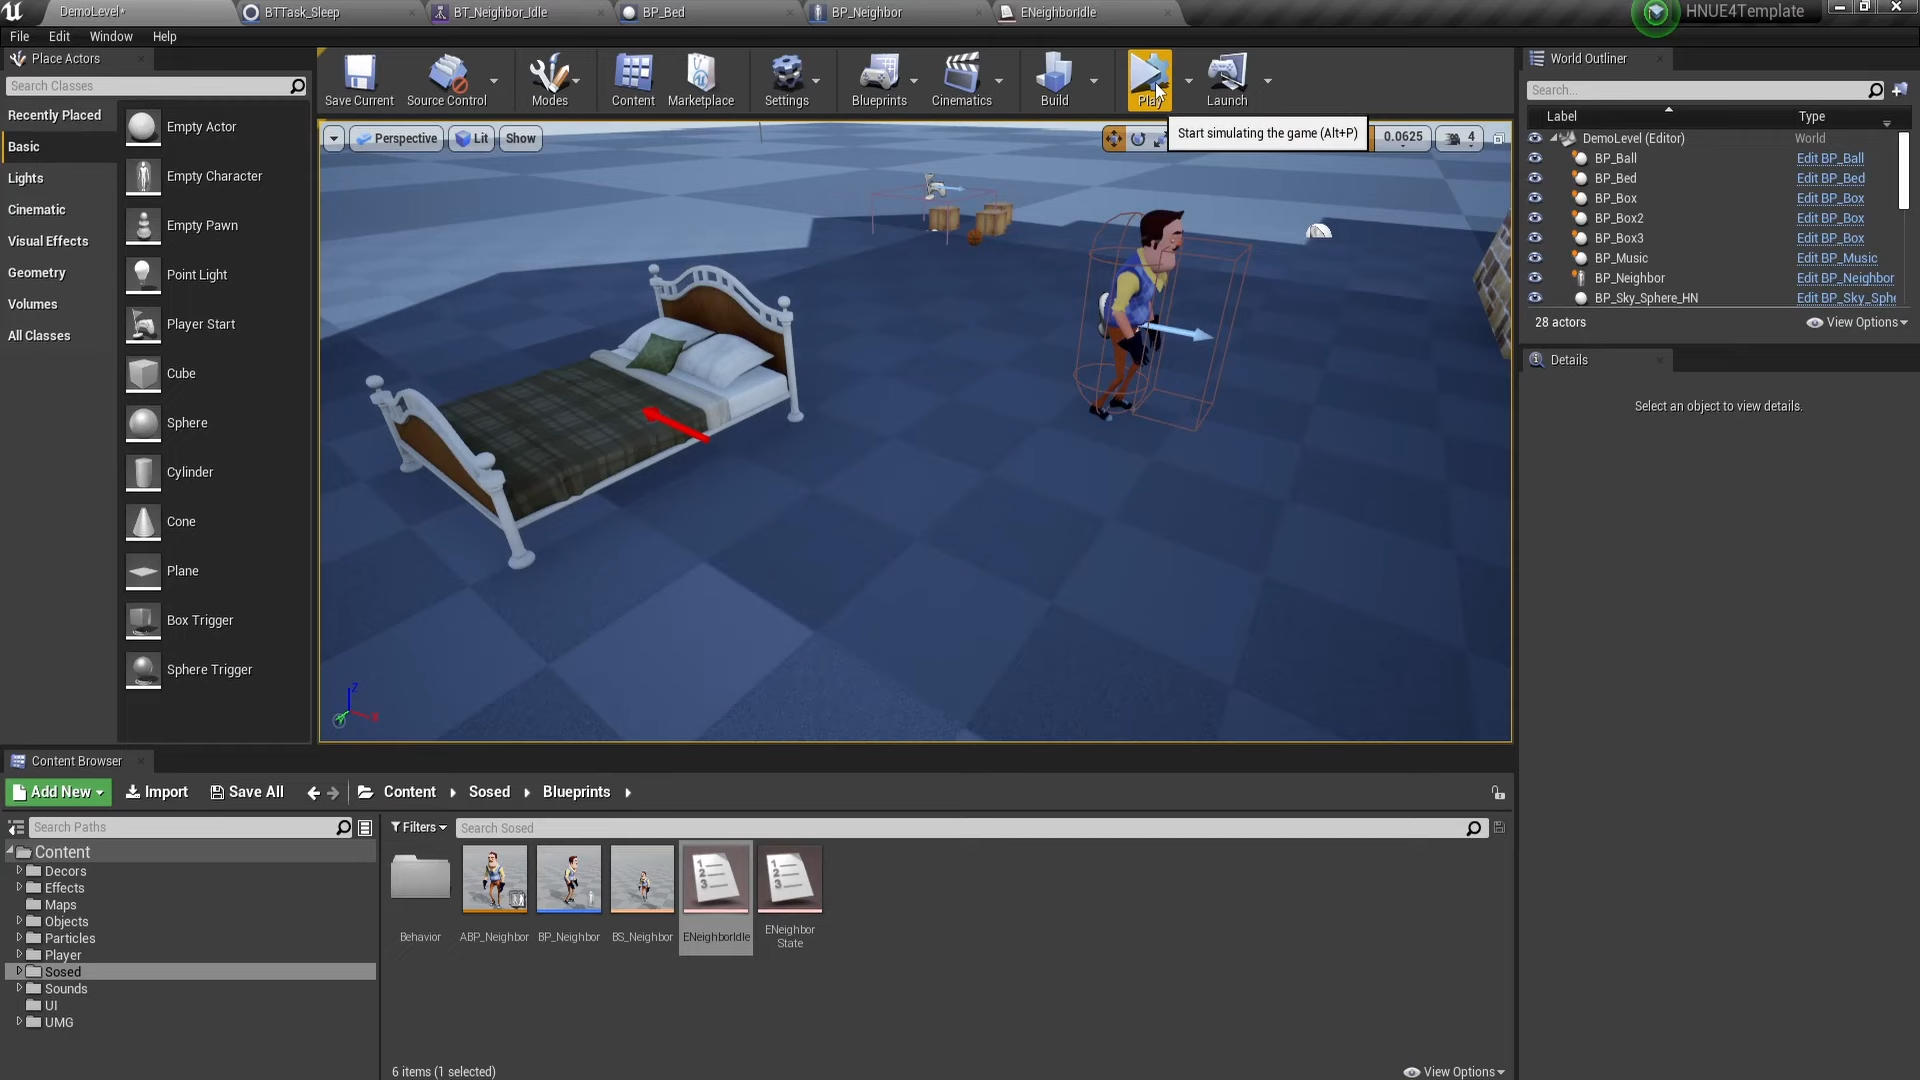 DemoLevel*
BTTask_Sleep
BT_Neighbor_Idle
BP_Bed
BP_Neighbor
ENeighborIdle
HNUE4Template
File Edit Window Help
Place Actors
Search Classes
Recently Placed
Basic
Lights
Cinematic
Visual Effects
Geometry
Volumes
All Classes
Empty Actor
Empty Character
Empty Pawn
Point Light
Player Start
Cube
Sphere
Cylinder
Cone
Plane
Box Trigger
Sphere Trigger
Save Current
Source Control
Modes
Content
Marketplace
Settings
Blueprints
Cinematics
Build
Play
Launch
Perspective
Lit
Show
Start simulating the game (Alt+P)
0.0625
4
Z
World Outliner
Search...
Label Type
DemoLevel (Editor) World
BP_Ball Edit BP_Ball
BP_Bed Edit BP_Bed
BP_Box Edit BP_Box
BP_Box2 Edit BP_Box
BP_Box3 Edit BP_Box
BP_Music Edit BP_Music
BP_Neighbor Edit BP_Neighbor
BP_Sky_Sphere_HN Edit BP_Sky_Sphe
28 actors
View Options
Details
Select an object to view details.
Content Browser
Add New
Import
Save All
Content
Sosed
Blueprints
Search Paths
Content
Decors
Effects
Maps
Objects
Particles
Player
Sosed
Sounds
UI
UMG
Filters
Search Sosed
Behavior
ABP_Neighbor
BP_Neighbor
BS_Neighbor
1
2
3
ENeighborIdle
1
2
3
ENeighbor
State
6 items (1 selected)
View Options